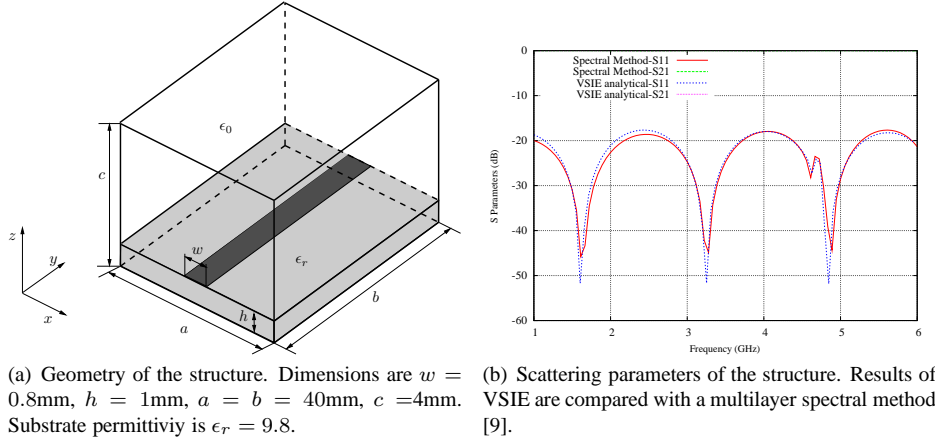 ϵ0
c
z
w
y
ϵr
b
x
a
h
0
-10
-20
-30
-40
-50
-60
1
2
3
4
5
6
S Parameters (dB)
Frequency (GHz)
Spectral Method-S11
Spectral Method-S21
VSIE analytical-S11
VSIE analytical-S21
(a) Geometry of the structure. Dimensions are w =
0.8mm, h = 1mm, a = b = 40mm, c =4mm.
Substrate permittiviy is ϵr = 9.8.
(b) Scattering parameters of the structure. Results of
VSIE are compared with a multilayer spectral method
[9].